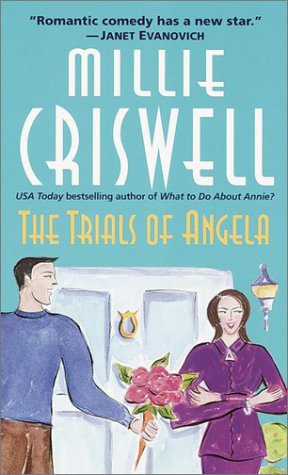 “Romantic comedy has a new star.”
—JANET EVANOVICH
MILLIE
CRISWELL
USA Today bestselling author of What to Do About Annie?
THE TRIALS OF ANGELA